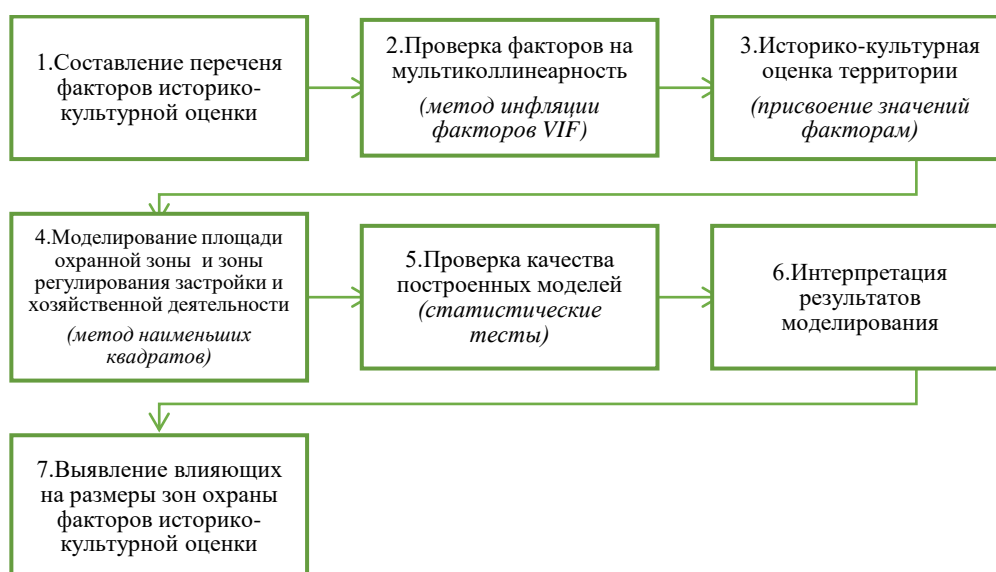 1.Составление переченя
факторов историко-
культурной оценки
2.Проверка факторов на
мультиколлинеарность
(метод инфляции
факторов VIF)
3.Историко-культурная
оценка территории
(присвоение значений
факторам)
4.Моделирование площади
охранной зоны и зоны
регулирования застройки и
хозяйственной деятельности
(метод наименьших
квадратов)
5.Проверка качества
построенных моделей
(статистические
тесты)
6.Интерпретация
результатов
моделирования
7.Выявление влияющих
на размеры зон охраны
факторов историко-
культурной оценки